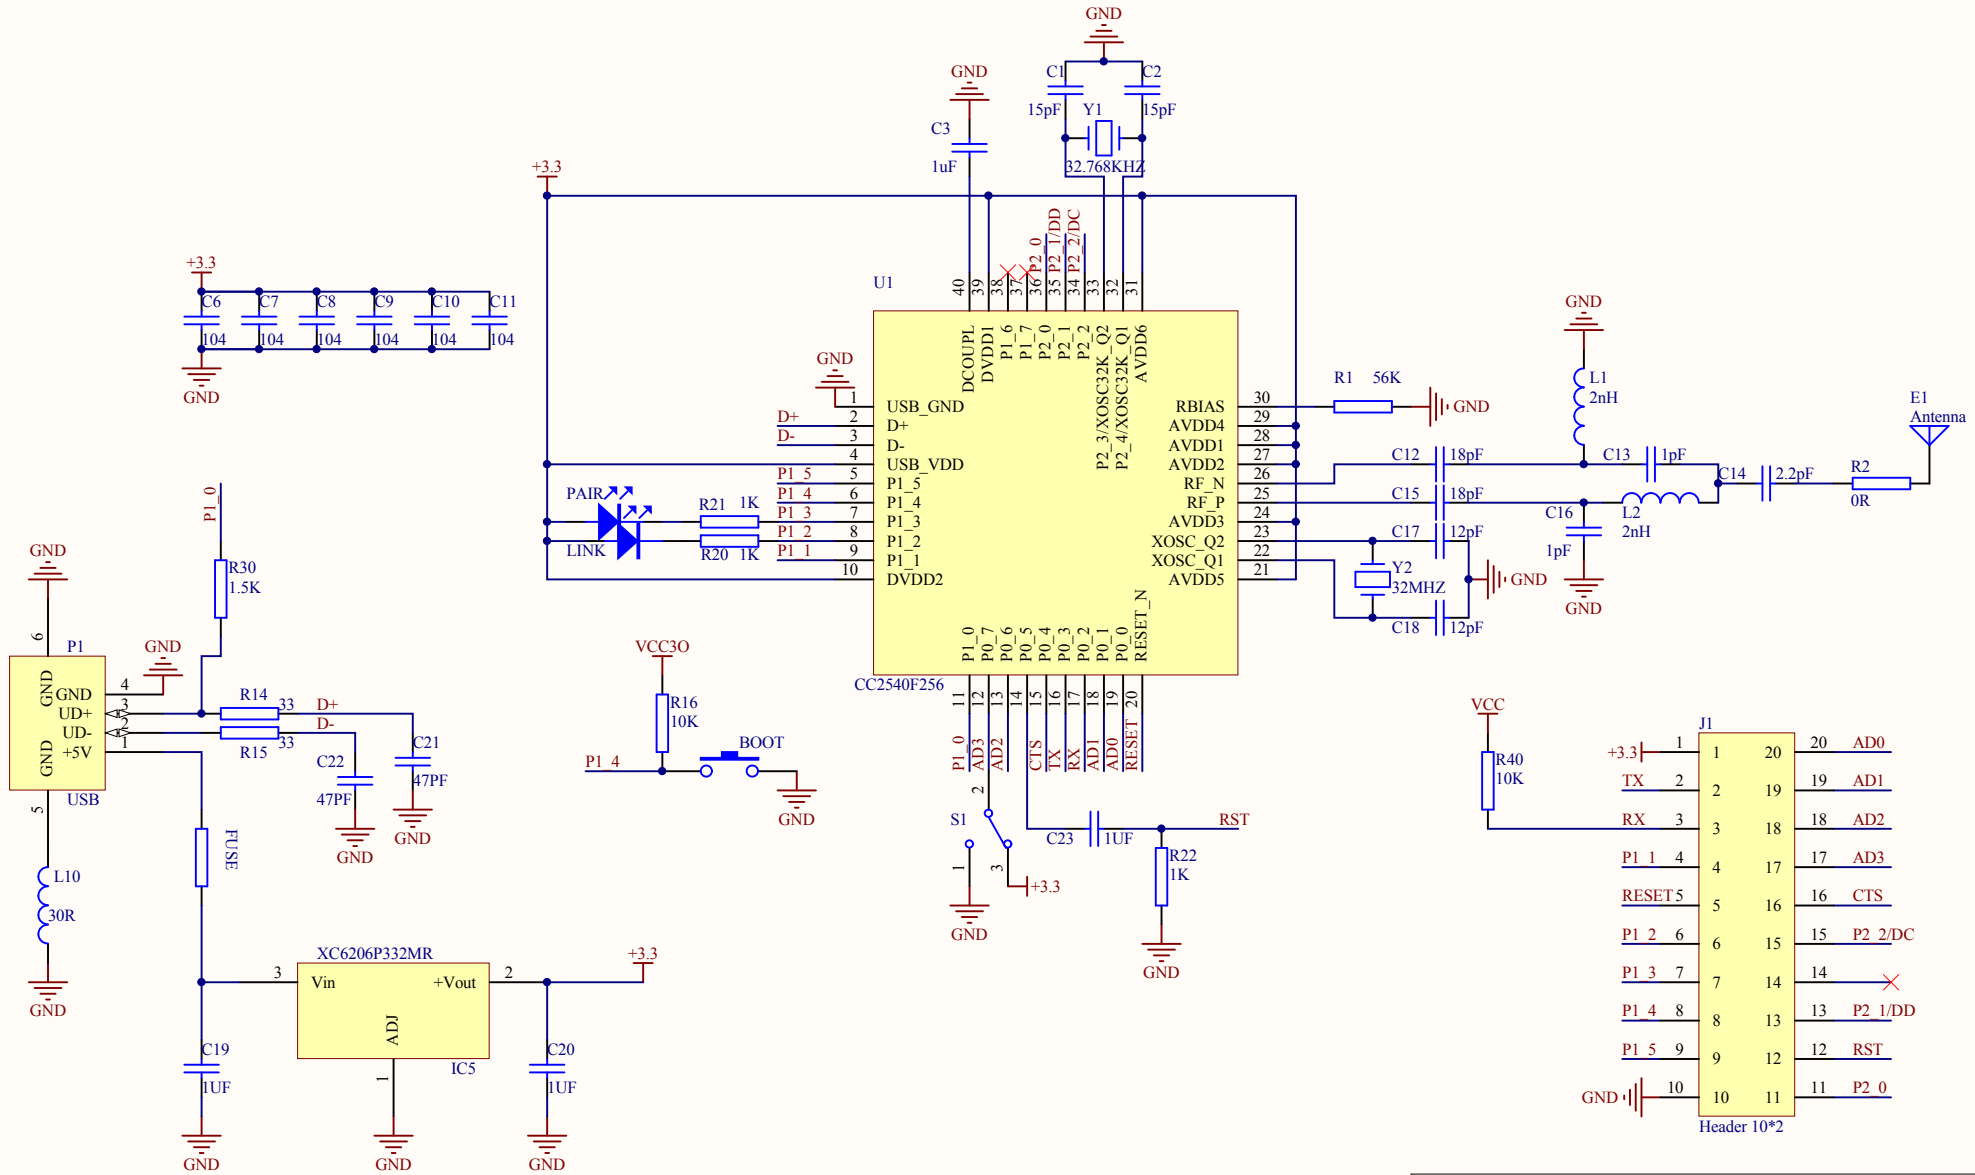 GND
C1
C2
15pF
Y1
15pF
32.768KHZ
GND
C3
1uF
+3.3
+3.3
C6
C7
C8
C9
C10
C11
104
104
104
104
104
104
GND
P2_0
P2_1/DD
P2_2/DC
U1
40
39
38
37
36
35
34
33
32
31
DCOUPL
DVDD1
P1_6
P1_7
P2_0
P2_1
P2_2
P2_3/XOSC32K_Q2
P2_4/XOSC32K_Q1
AVDD6
GND
1 USB_GND
D+ 2 D+
D- 3 D-
4 USB_VDD
P1_5 5 P1_5
P1_4 6 P1_4
P1_3 7 P1_3
P1_2 8 P1_2
P1_1 9 P1_1
10 DVDD2
PAIR
R21 1K
LINK
R20 1K
RBIAS 30
AVDD4 29
AVDD1 28
AVDD2 27
RF_N 26
RF_P 25
AVDD3 24
XOSC_Q2 23
XOSC_Q1 22
AVDD5 21
P1_0
P0_7
P0_6
P0_5
P0_4
P0_3
P0_2
P0_1
P0_0
RESET_N
CC2540F256
11
12
13
14
15
16
17
18
19
20
P1_0
AD3
AD2
CTS
TX
RX
AD1
AD0
RESET
R1 56K
GND
C12 18pF
C15 18pF
C17 12pF
Y2
32MHZ
GND
C18 12pF
GND
L1
2nH
C13 1pF
C14 2.2pF
L2
2nH
C16
1pF
GND
R2
0R
E1
Antenna
P1_0
R30
1.5K
GND
6
P1
GND
GND
GND
UD+
UD-
+5V
GND
4
3
2
1
USB
5
R14 33
D+
D-
R15 33
C21
47PF
C22
47PF
GND
GND
L10
30R
GND
FUSE
XC6206P332MR
3 Vin
+Vout 2
ADJ
1
IC5
+3.3
C19
1UF
GND
GND
C20
1UF
GND
VCC3O
R16
10K
P1_4
BOOT
GND
S1
2
1
3
GND
+3.3
C23 1UF
RST
R22
1K
GND
VCC
R40
10K
J1
+3.3 1 1
TX 2 2
RX 3 3
P1_1 4 4
RESET 5 5
P1_2 6 6
P1_3 7 7
P1_4 8 8
P1_5 9 9
GND 10 10
20 20 AD0
19 19 AD1
18 18 AD2
17 17 AD3
16 16 CTS
15 15 P2_2/DC
14 14
13 13 P2_1/DD
12 12 RST
11 11 P2_0
Header 10*2